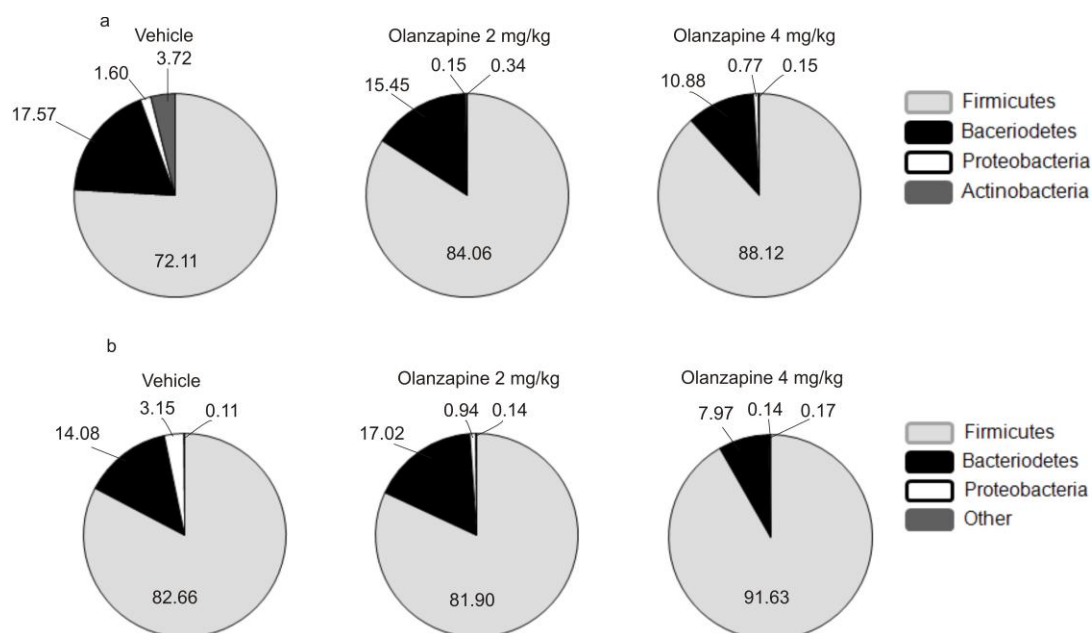 a
Vehicle
3.72
1.60
17.57
72.11
Olanzapine 2 mg/kg
0.15 0.34
15.45
84.06
Olanzapine 4 mg/kg
0.77 0.15
10.88
88.12
Firmicutes
Baceriodetes
Proteobacteria
Actinobacteria
b
Vehicle
3.15 0.11
14.08
82.66
Olanzapine 2 mg/kg
0.94 0.14
17.02
81.90
Olanzapine 4 mg/kg
7.97 0.14 0.17
91.63
Firmicutes
Bacteriodetes
Proteobacteria
Other